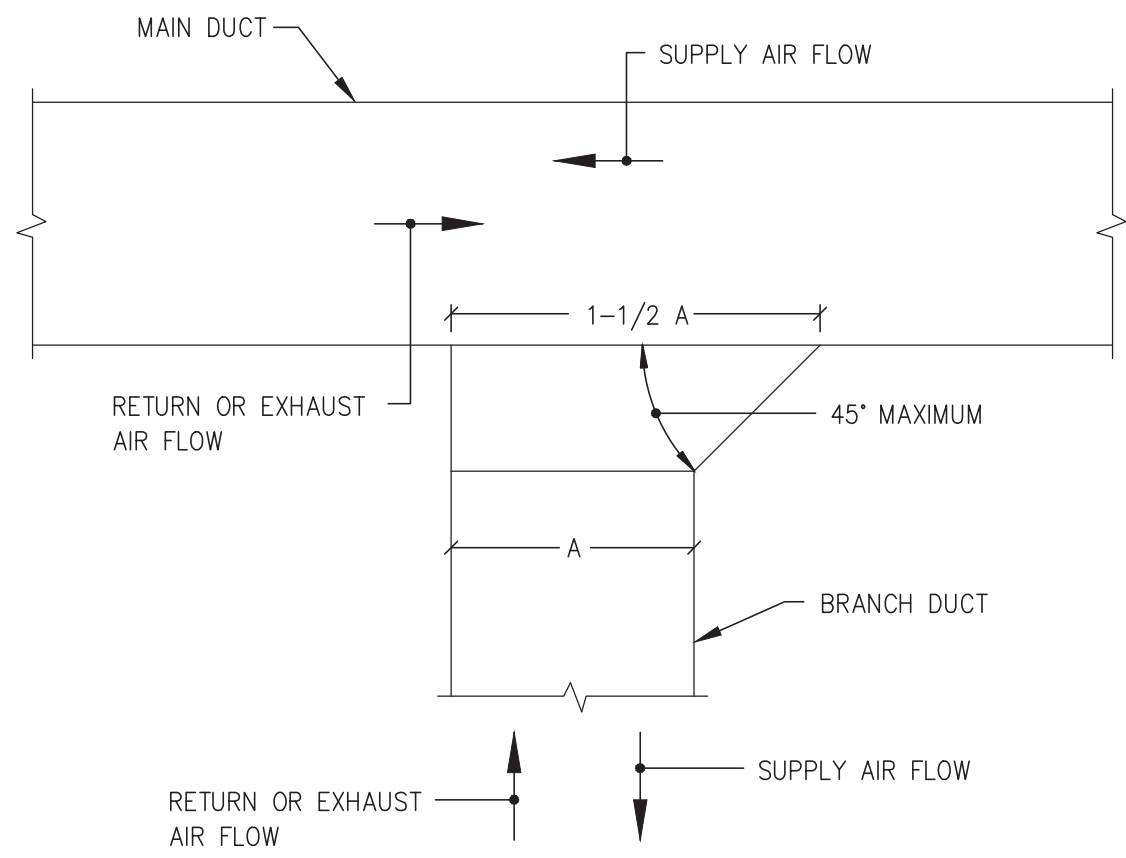 MAIN DUCT
SUPPLY AIR FLOW
1-1/2 A
RETURN OR EXHAUST
AIR FLOW
45° MAXIMUM
A
BRANCH DUCT
SUPPLY AIR FLOW
RETURN OR EXHAUST
AIR FLOW